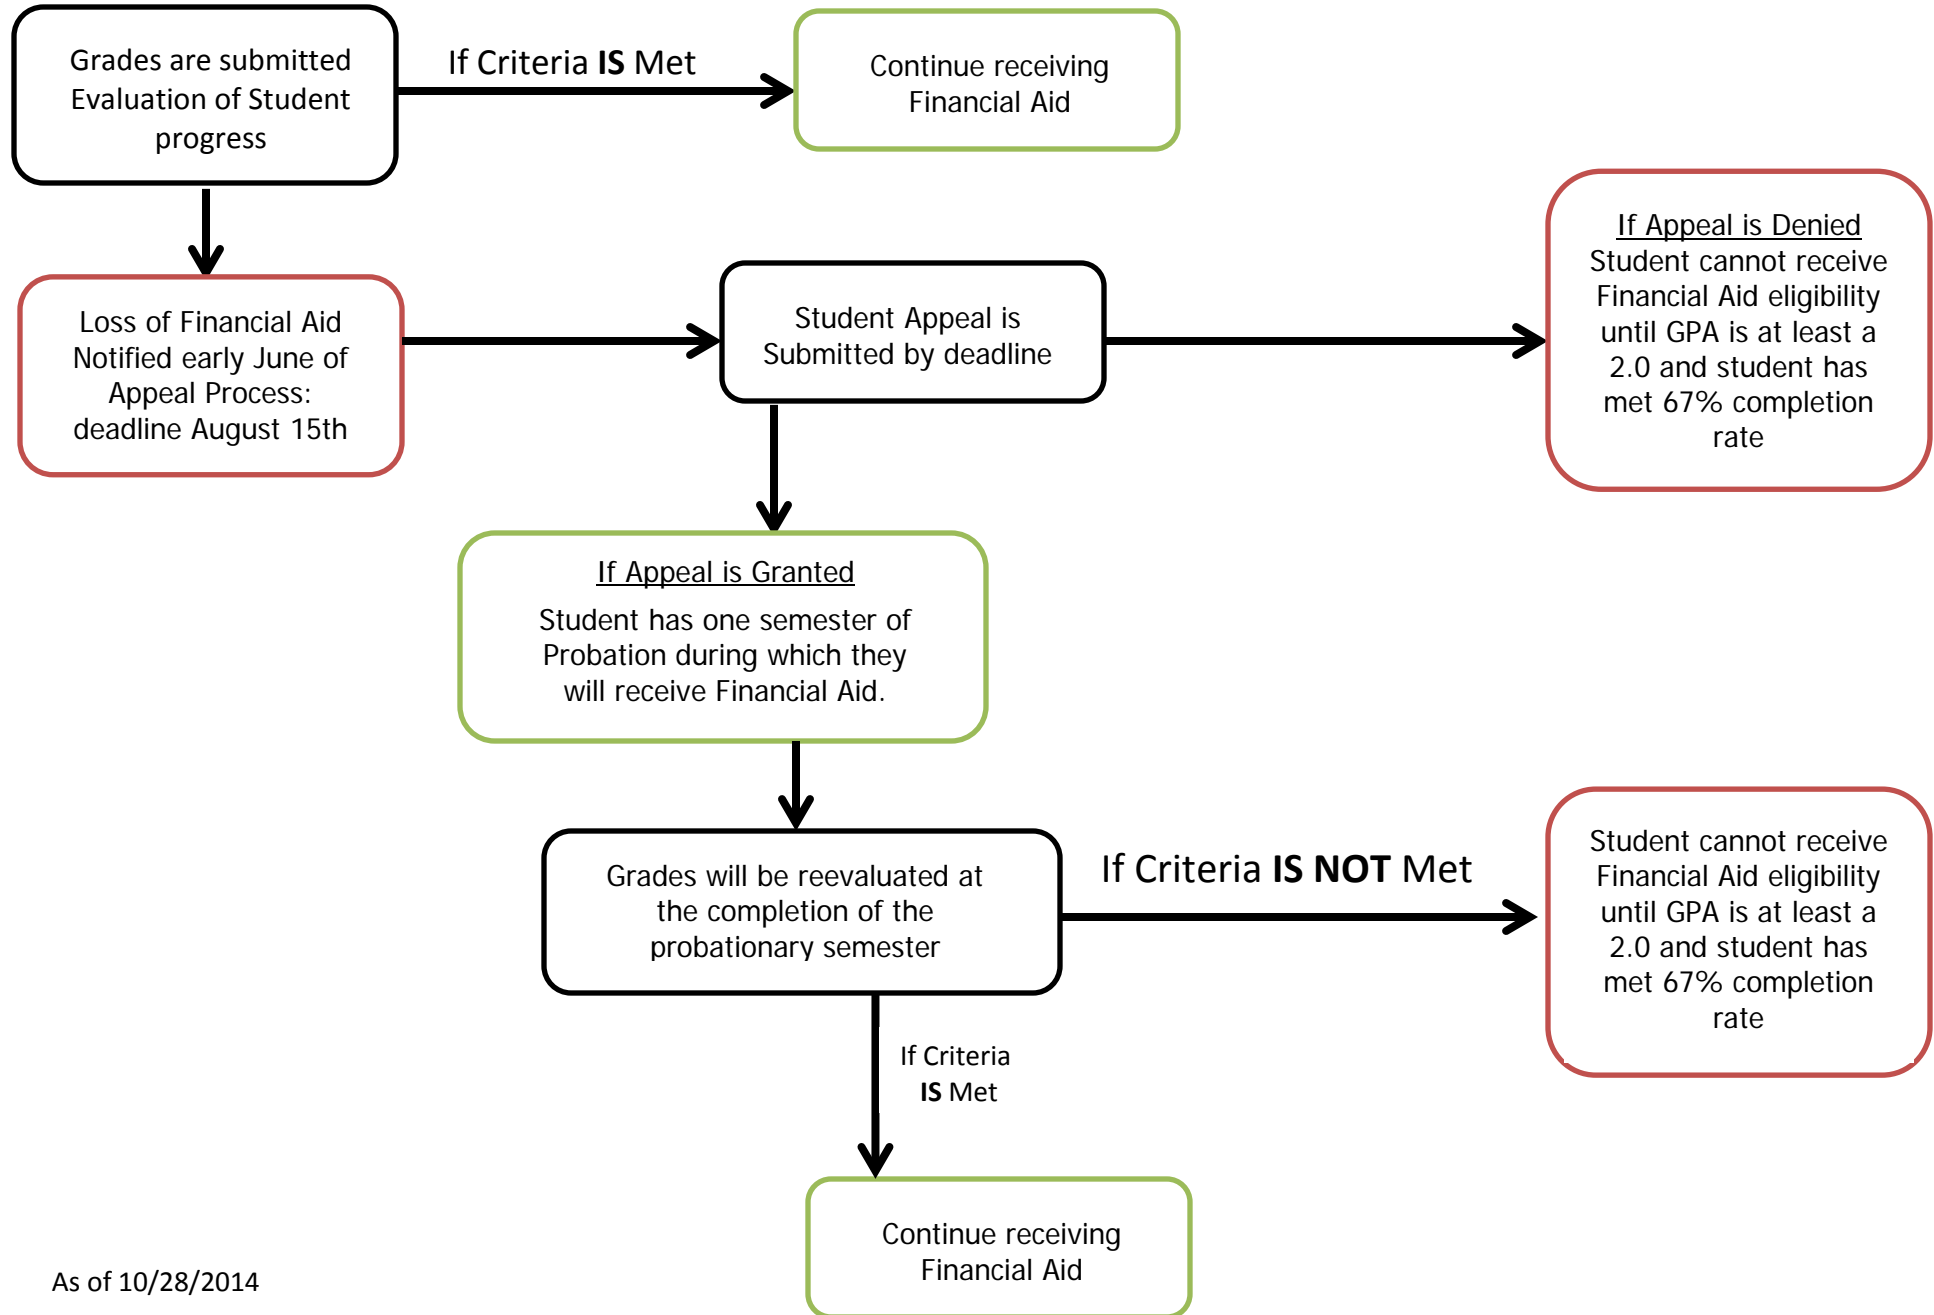 Grades are submitted
Evaluation of Student
progress
If Criteria IS Met
Continue receiving
Financial Aid
Loss of Financial Aid
Notified early June of
Appeal Process:
deadline August 15th
Student Appeal is
Submitted by deadline
If Appeal is Denied
Student cannot receive
Financial Aid eligibility
until GPA is at least a
2.0 and student has
met 67% completion
rate
If Appeal is Granted
Student has one semester of
Probation during which they
will receive Financial Aid.
Grades will be reevaluated at
the completion of the
probationary semester
If Criteria IS NOT Met
Student cannot receive
Financial Aid eligibility
until GPA is at least a
2.0 and student has
met 67% completion
rate
If Criteria
IS Met
Continue receiving
Financial Aid
As of 10/28/2014